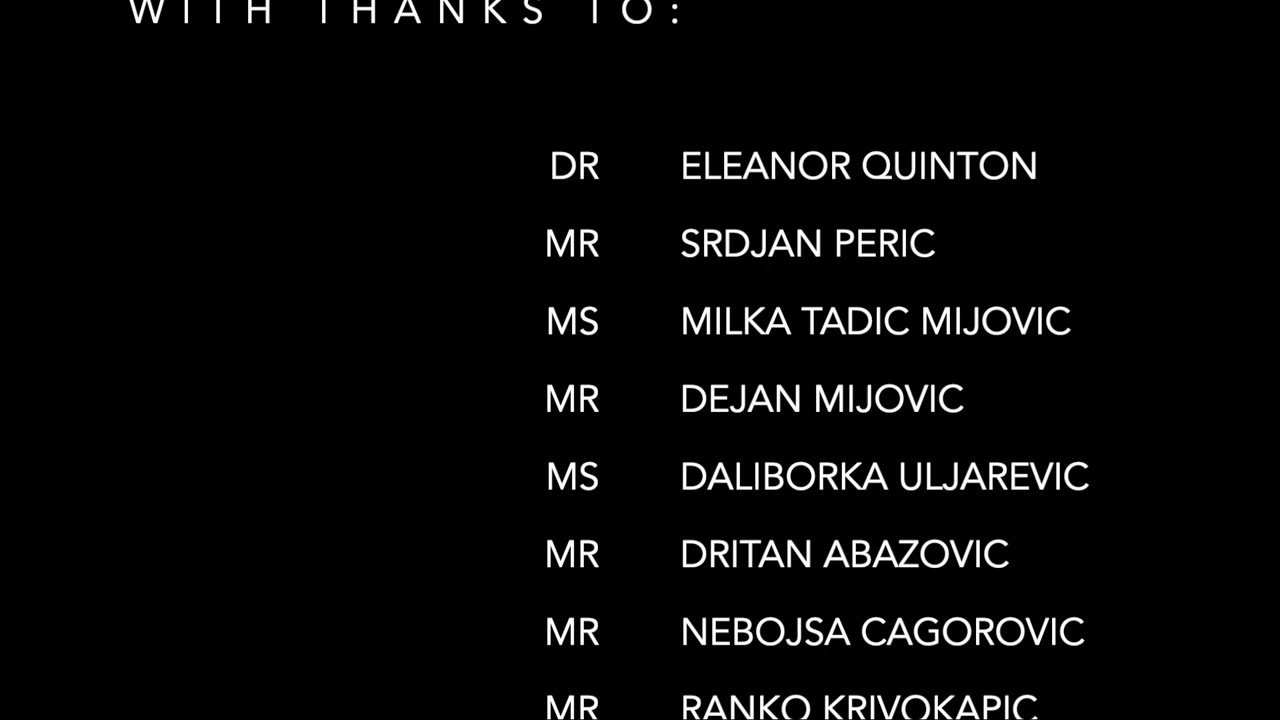 WITH THANKS TO:
DR ELEANOR QUINTON
MR SRDJAN PERIC
MS MILKA TADIC MIJOVIC
MR DEJAN MIJOVIC
MS DALIBORKA ULJAREVIC
MR DRITAN ABAZOVIC
MR NEBOJSA CAGOROVIC
MR RANKO KRIVOKAPIC